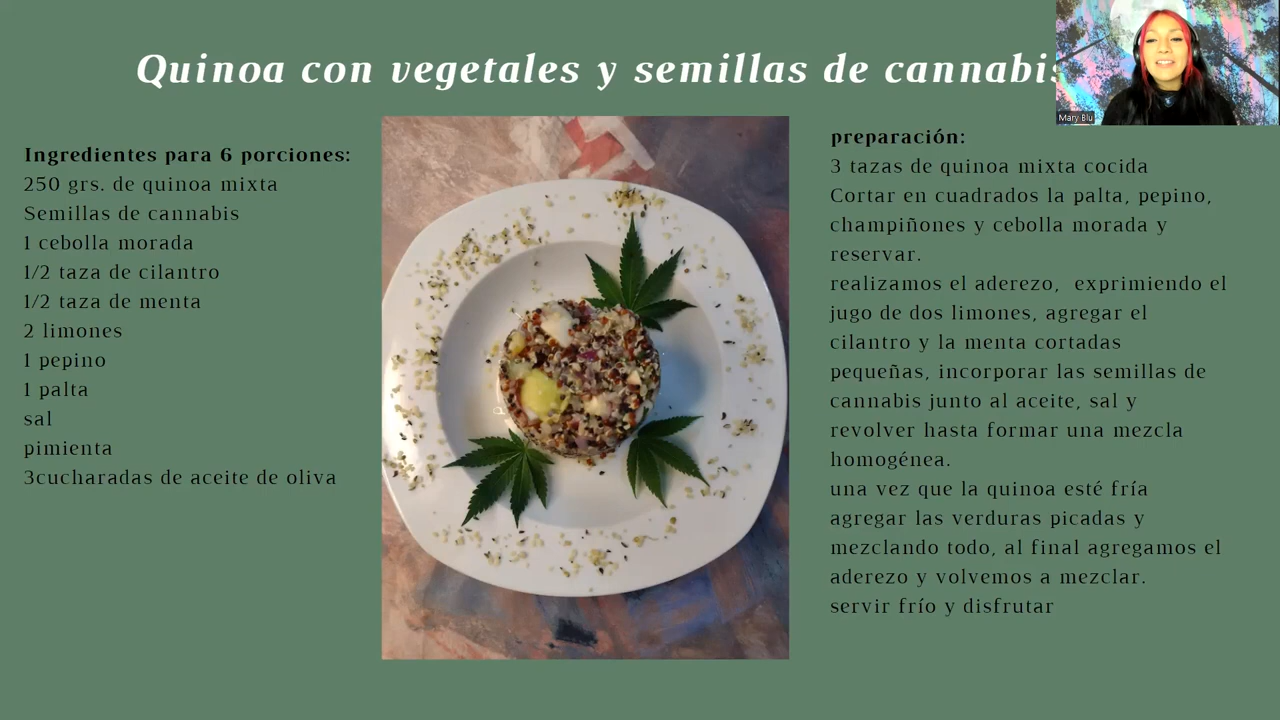 Quinoa con vegetales y semillas de cannabis
Mary Blu
Ingredientes para 6 porciones:
250 grs. de quinoa mixta
Semillas de cannabis
1 cebolla morada
1/2 taza de cilantro
1/2 taza de menta
2 limones
1 pepino
1 palta
sal
pimienta
3cucharadas de aceite de oliva
preparación:
3 tazas de quinoa mixta cocida
Cortar en cuadrados la palta, pepino,
champiñones y cebolla morada y
reservar.
realizamos el aderezo,  exprimiendo el
jugo de dos limones, agregar el
cilantro y la menta cortadas
pequeñas, incorporar las semillas de
cannabis junto al aceite, sal y
revolver hasta formar una mezcla
homogénea.
una vez que la quinoa esté fría
agregar las verduras picadas y
mezclando todo, al final agregamos el
aderezo y volvemos a mezclar.
servir frío y disfrutar